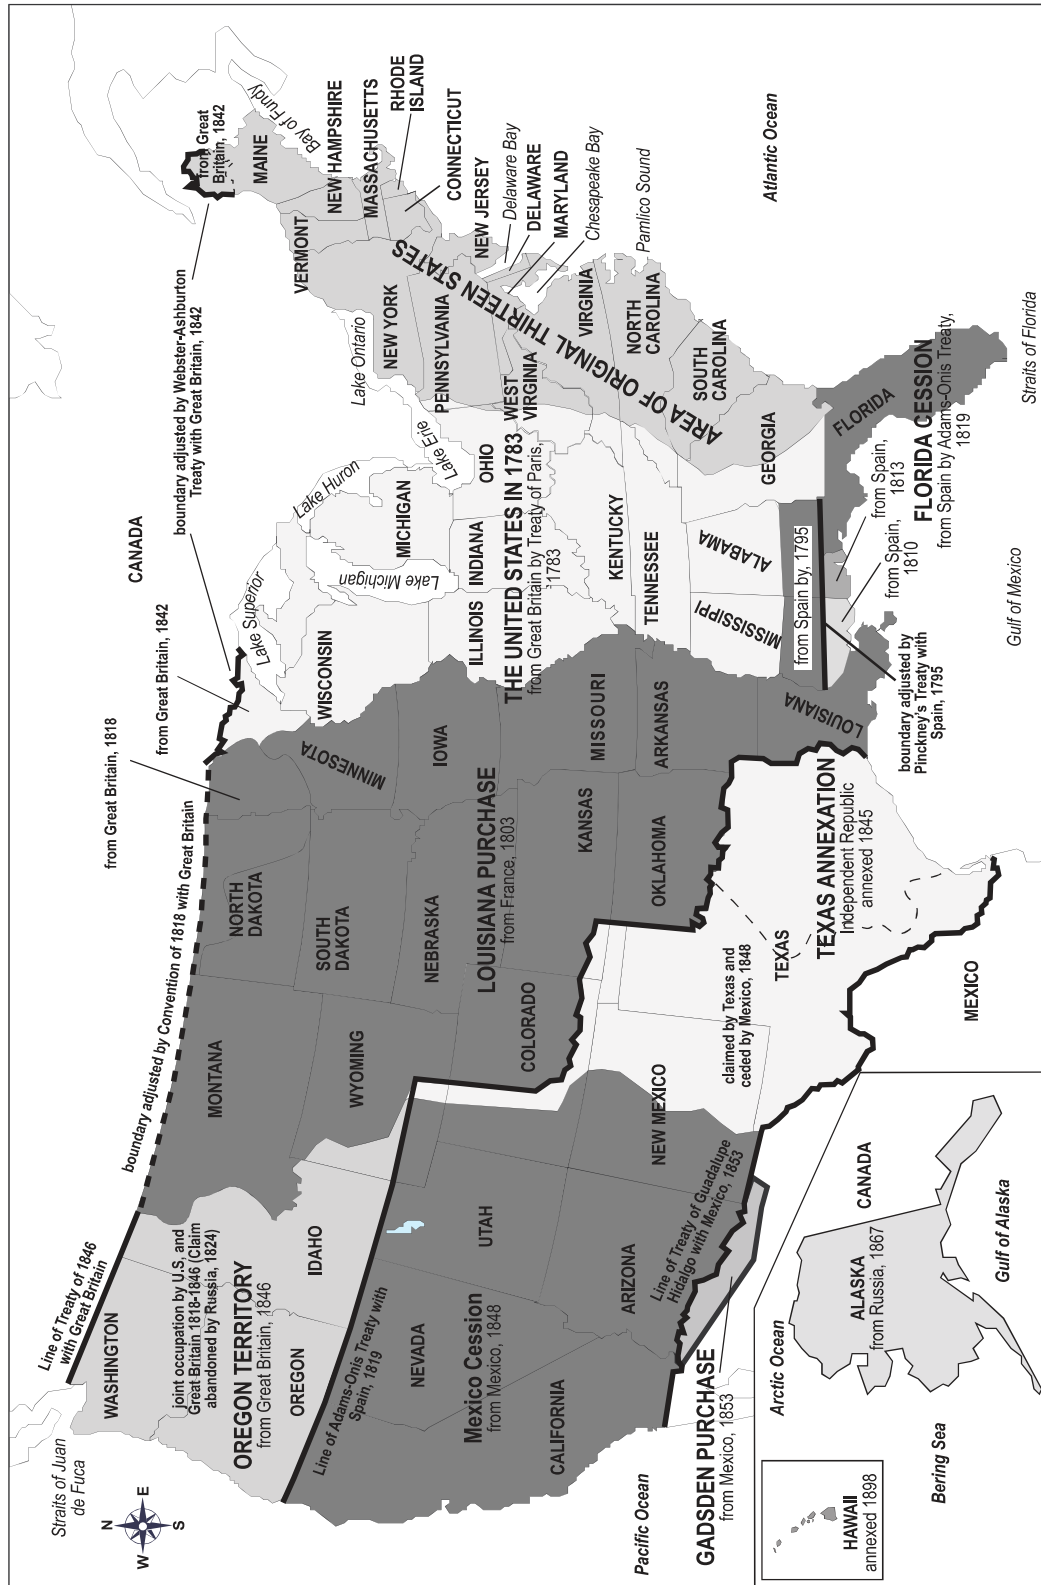 CANADA
boundary adjusted by Webster-Ashburton
Treaty with Great Britain, 1842
from Great
Britain, 1842
MAINE
Bay of Fundy
from Great Britain, 1842
from Great Britain, 1818
boundary adjusted by Convention of 1818 with Great Britain
Line of Treaty of 1846
with Great Britain
Straits of Juan
de Fuca
N
E
S
W
WASHINGTON
joint occupation by U.S, and
Great Britain 1818-1846 (Claim
abandoned by Russia, 1824)
OREGON TERRITORY
from Great Britain, 1846
OREGON
IDAHO
MONTANA
WYOMING
NORTH
DAKOTA
SOUTH
DAKOTA
NEBRASKA
MINNESOTA
IOWA
LOUISIANA PURCHASE
from France, 1803
COLORADO
KANSAS
MISSOURI
OKLAHOMA
ARKANSAS
LOUISIANA
Lake Superior
Lake Huron
Lake Michigan
Lake Erie
Lake Ontario
WISCONSIN
MICHIGAN
ILLINOIS
INDIANA
OHIO
THE UNITED STATES IN 1783
from Great Britain by Treaty of Paris,
1783
KENTUCKY
TENNESSEE
MISSISSIPPI
ALABAMA
VERMONT
NEW HAMPSHIRE
MASSACHUSETTS
RHODE
ISLAND
CONNECTICUT
NEW YORK
PENNSYLVANIA
NEW JERSEY
Delaware Bay
DELAWARE
MARYLAND
Chesapeake Bay
WEST
VIRGINIA
VIRGINIA
AREA OF ORIGINAL THIRTEEN STATES
NORTH
CAROLINA
Pamlico Sound
SOUTH
CAROLINA
GEORGIA
Atlantic Ocean
FLORIDA
FLORIDA CESSION
from Spain by Adams-Onis Treaty,
1819
Straits of Florida
from Spain,
1813
from Spain,
1810
from Spain by, 1795
boundary adjusted by
Pinckney's Treaty with
Spain, 1795
Gulf of Mexico
Line of Adams-Onis Treaty with
Spain, 1819
NEVADA
UTAH
Mexico Cession
from Mexico, 1848
CALIFORNIA
ARIZONA
NEW MEXICO
Line of Treaty of Guadalupe
Hidalgo with Mexico, 1853
claimed by Texas and
ceded by Mexico, 1848
TEXAS
TEXAS ANNEXATION
Independent Republic
annexed 1845
MEXICO
Pacific Ocean
GADSDEN PURCHASE
from Mexico, 1853
Arctic Ocean
ALASKA
from Russia, 1867
CANADA
Bering Sea
Gulf of Alaska
HAWAII
annexed 1898